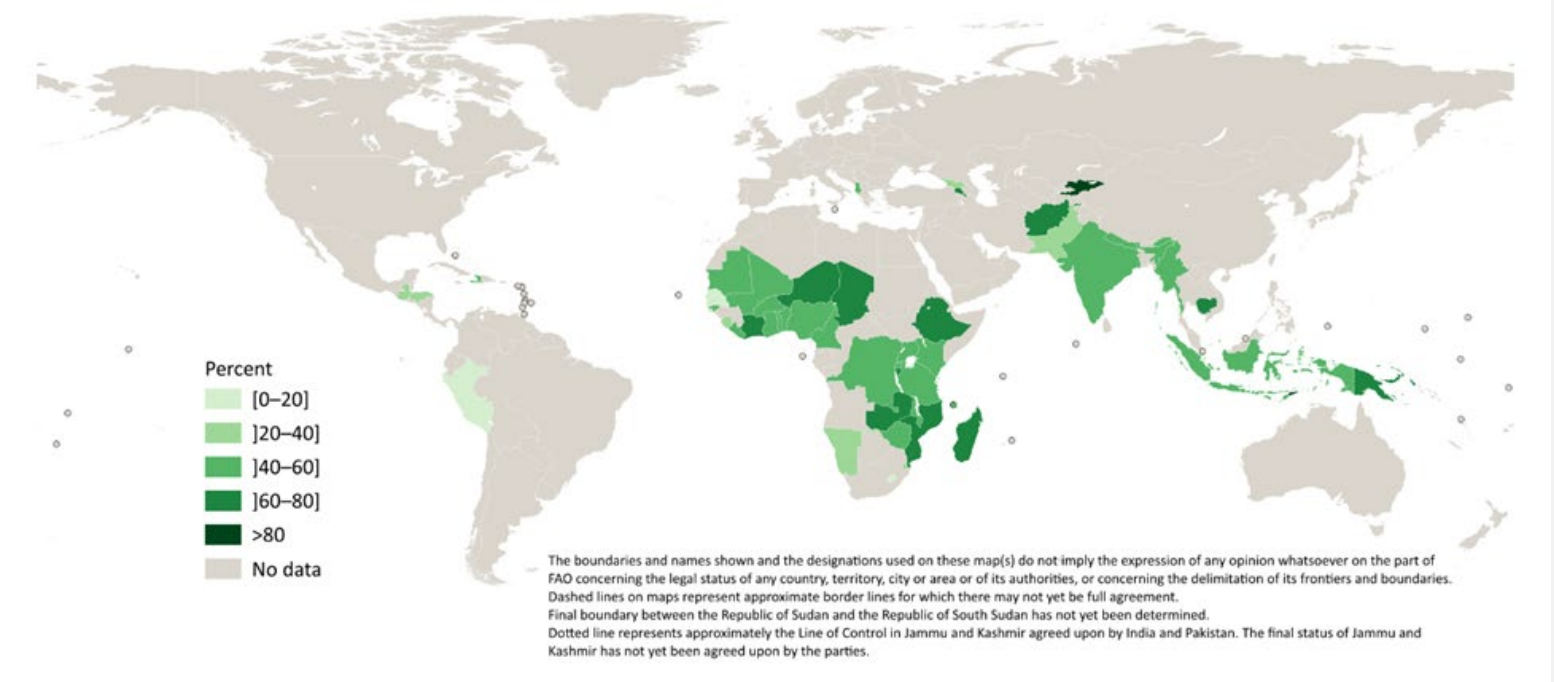 Percent
[0–20]
]20–40]
]40–60]
]60–80]
>80
No data
The boundaries and names shown and the designations used on these map(s) do not imply the expression of any opinion whatsoever on the part of
FAO concerning the legal status of any country, territory, city or area or of its authorities, or concerning the delimitation of its frontiers and boundaries.
Dashed lines on maps represent approximate border lines for which there may not yet be full agreement.
Final boundary between the Republic of Sudan and the Republic of South Sudan has not yet been determined.
Dotted line represents approximately the Line of Control in Jammu and Kashmir agreed upon by India and Pakistan. The final status of Jammu and
Kashmir has not yet been agreed upon by the parties.